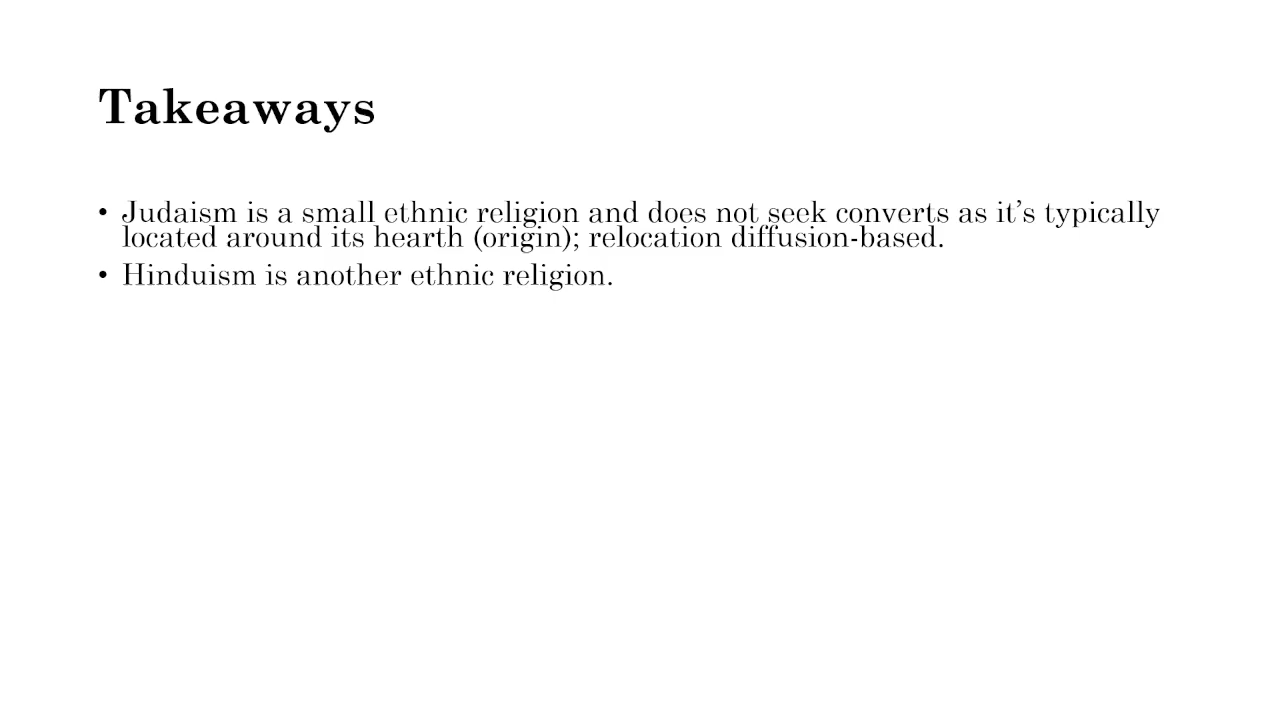 Takeaways
• Judaism is a small ethnic religion and does not seek converts as it’s typically
located around its hearth (origin); relocation diffusion-based.
• Hinduism is another ethnic religion.